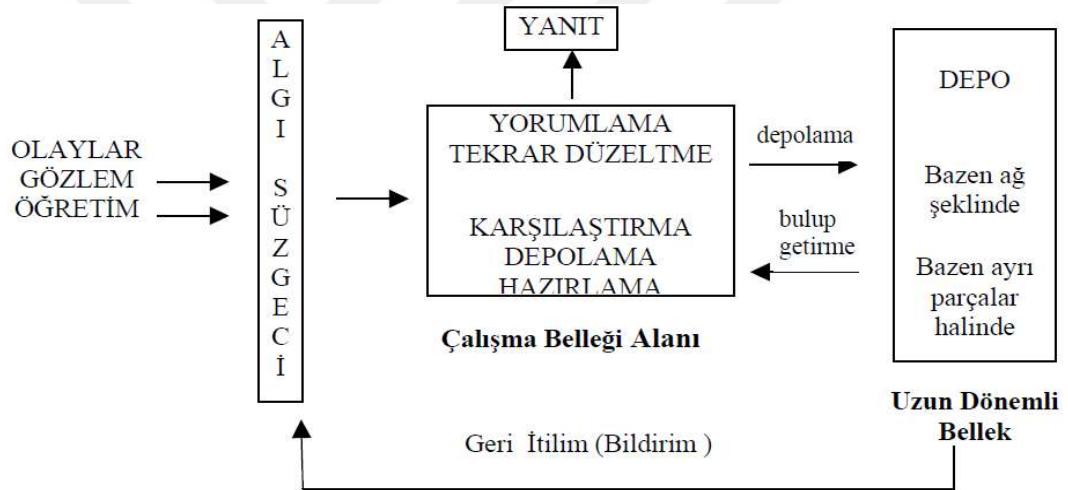 YANIT
OLAYLAR
GÖZLEM
ÖĞRETİM
A
L
G
I
S
Ü
Z
G
E
C
İ
YORUMLAMA
TEKRAR DÜZELTME
KARŞILAŞTIRMA
DEPOLAMA
HAZIRLAMA
Çalışma Belleği Alanı
depolama
bulup
getirme
DEPO
Bazen ağ
şeklinde
Bazen ayrı
parçalar
halinde
Uzun Dönemli
Bellek
Geri İtilim (Bildirim )